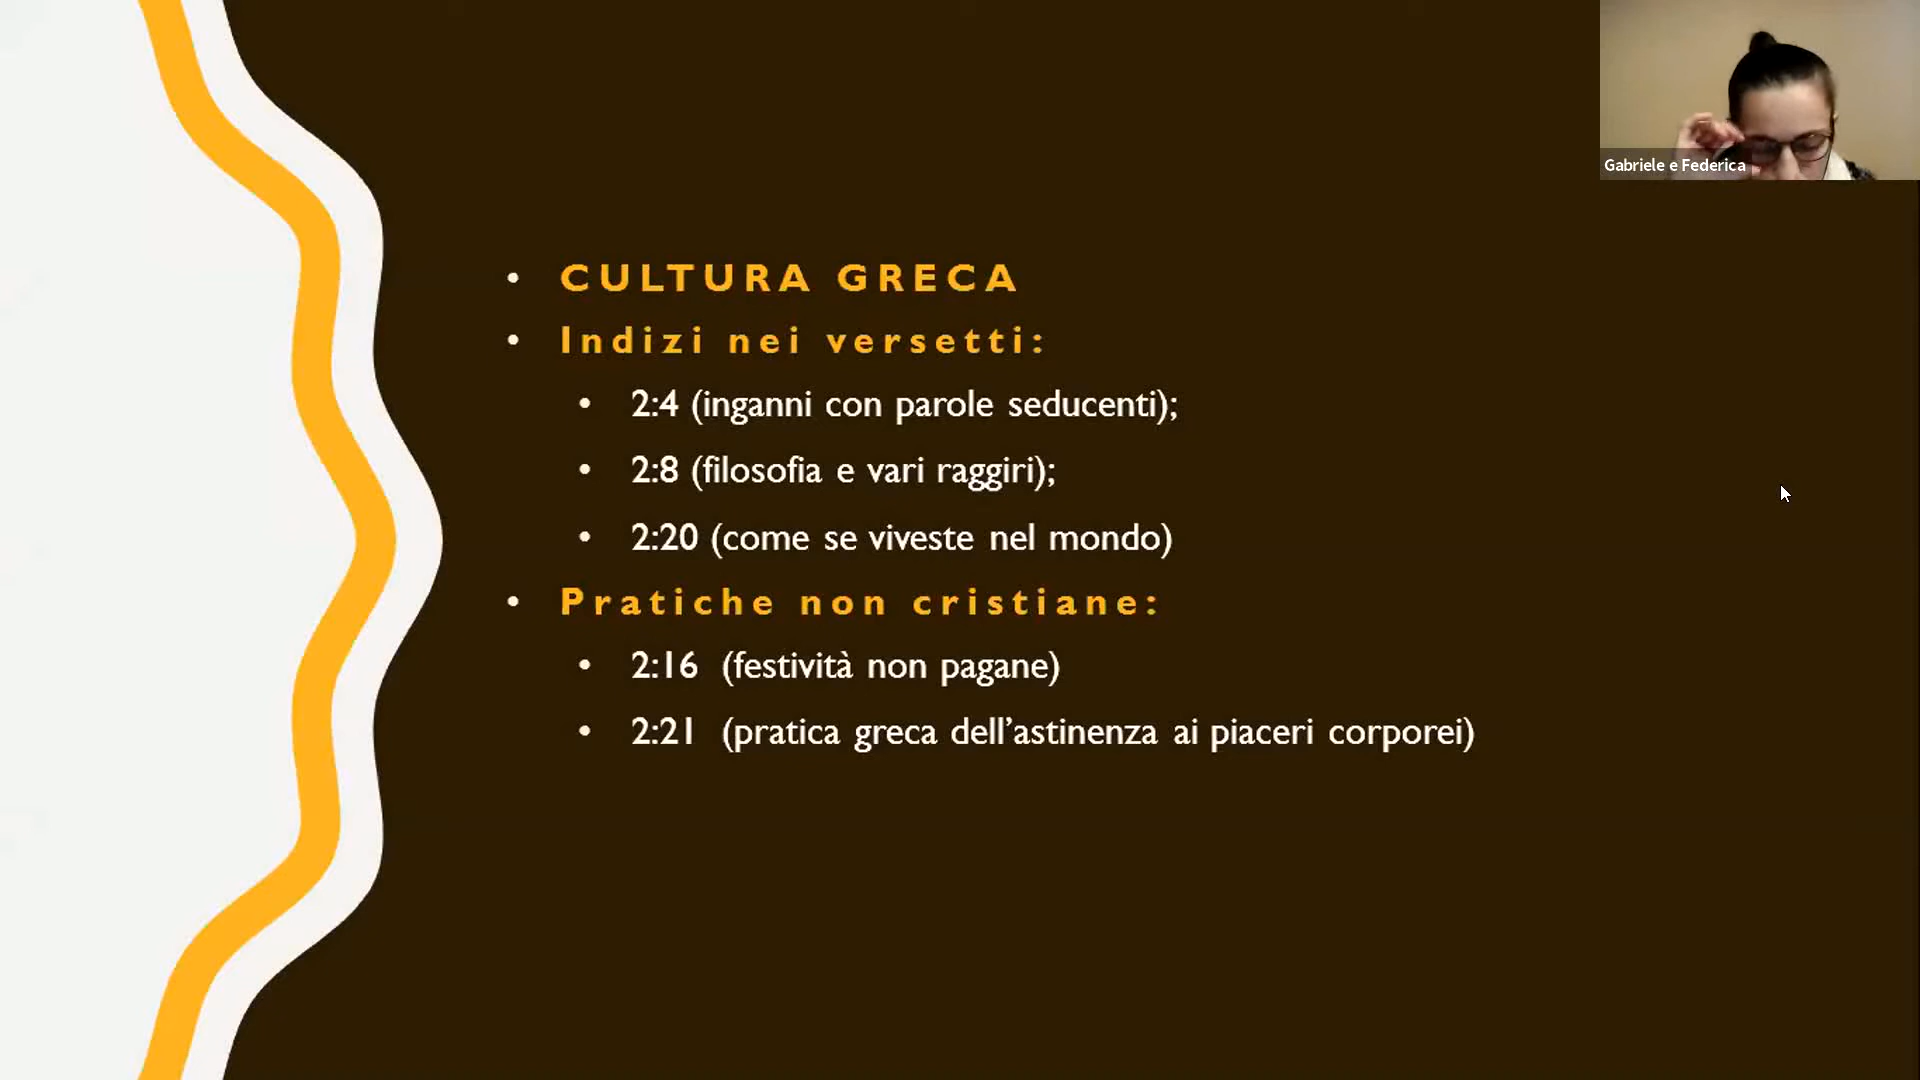 Gabriele e Federica
• CULTURA GRECA
• Indizi nei versetti:
• 2:4 (inganni con parole seducenti);
• 2:8 (filosofia e vari raggiri);
• 2:20 (come se viveste nel mondo)
• Pratiche non cristiane:
• 2:16 (festività non pagane)
• 2:21 (pratica greca dell’astinenza ai piaceri corporei)